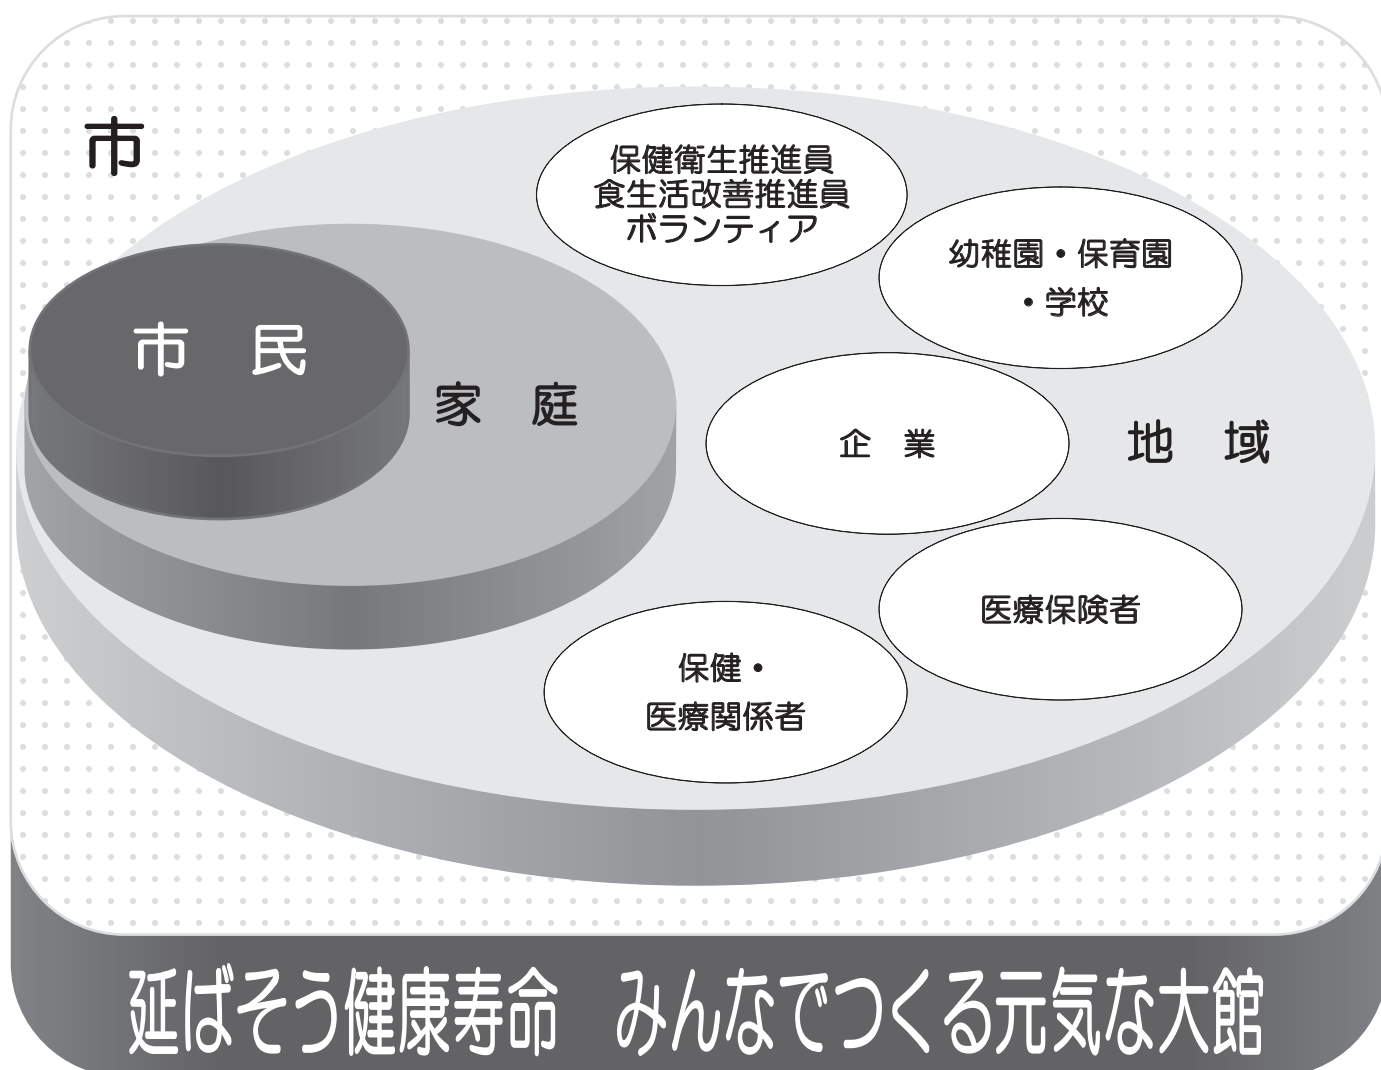 市
保健衛生推進員
食生活改善推進員
ボランティア
幼稚園・保育園
・学校
市　民
家　庭
企　業
地　域
医療保険者
保健・
医療関係者
延ばそう健康寿命　みんなでつくる元気な大館